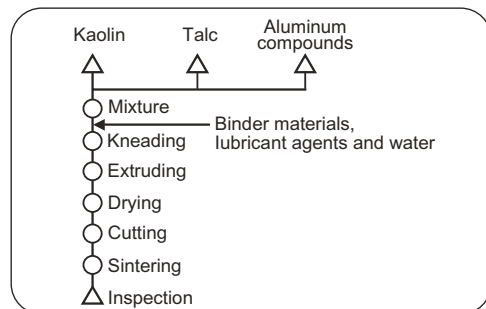 Kaolin
Talc
Aluminum
compounds
Mixture
Binder materials,
lubricant agents and water
Kneading
Extruding
Drying
Cutting
Sintering
Inspection